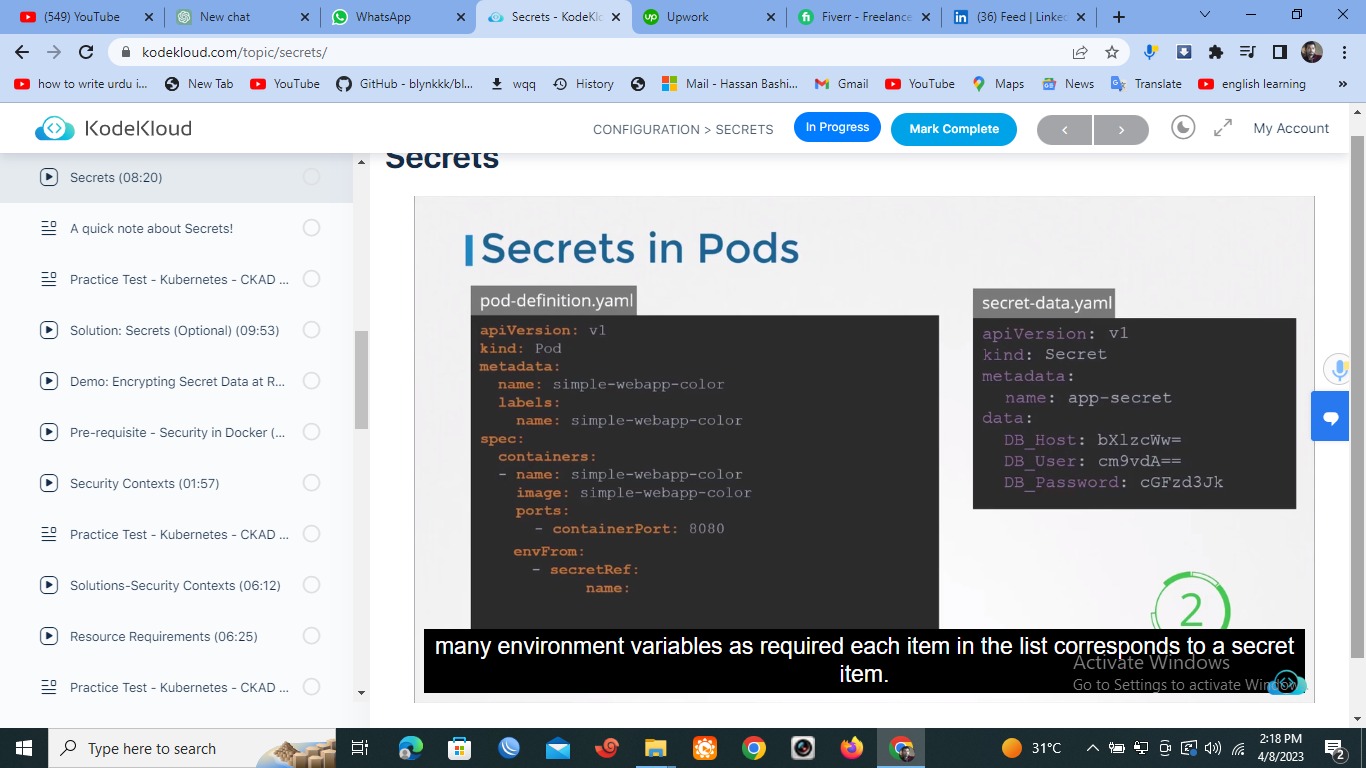 (549) YouTube
New chat
WhatsApp
Secrets - KodeKlo
Upwork
Fiverr - Freelance
(36) Feed | Linked
kodekloud.com/topic/secrets/
how to write urdu i...
New Tab
YouTube
GitHub - blynkkk/bl...
wqq
History
Mail - Hassan Bashi...
Gmail
YouTube
Maps
News
Translate
english learning
»
KodeKloud
CONFIGURATION > SECRETS
In Progress
Mark Complete
My Account
Secrets (08:20)
A quick note about Secrets!
Practice Test - Kubernetes - CKAD ...
Solution: Secrets (Optional) (09:53)
Demo: Encrypting Secret Data at R...
Pre-requisite - Security in Docker (...
Security Contexts (01:57)
Practice Test - Kubernetes - CKAD ...
Solutions-Security Contexts (06:12)
Resource Requirements (06:25)
Practice Test - Kubernetes - CKAD ...
Secrets
Secrets in Pods
pod-definition.yaml
apiVersion: v1
kind: Pod
metadata:
name: simple-webapp-color
labels:
name: simple-webapp-color
spec:
containers:
- name: simple-webapp-color
image: simple-webapp-color
ports:
- containerPort: 8080
envFrom:
- secretRef:
name:
secret-data.yaml
apiVersion: v1
kind: Secret
metadata:
name: app-secret
data:
DB_Host: bXlzcWw=
DB_User: cm9vdA==
DB_Password: cGFzd3Jk
2
many environment variables as required each item in the list corresponds to a secret
item.
Activate Windows
Go to Settings to activate Windows.
Type here to search
31°C
2:18 PM
4/8/2023
2